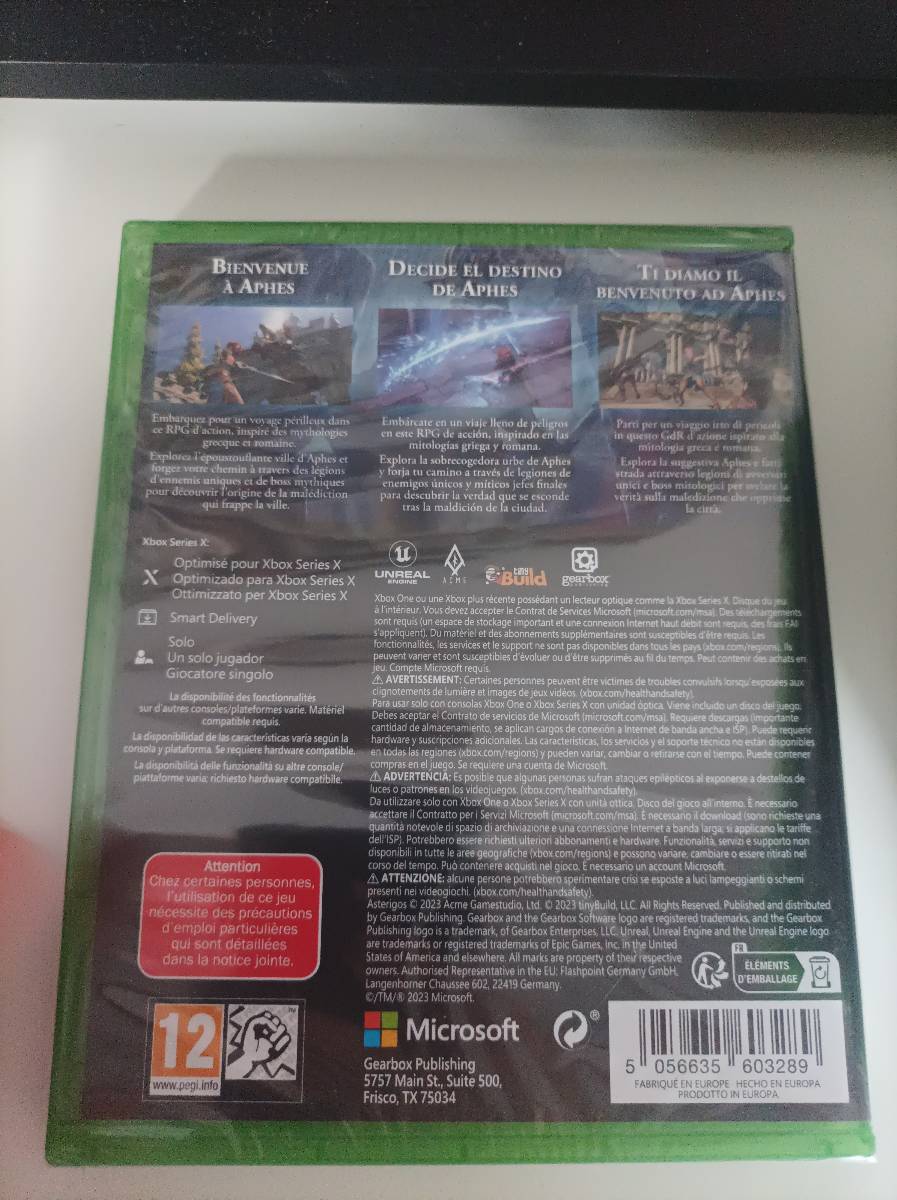 BIENVENUE
À APHES
Embarquez pour un voyage périlleux dans
ce RPG d'action, inspiré des mythologies
grecque et romaine.
Explorez l'époustouflante ville d'Aphes et
forgez votre chemin à travers des légions
d'ennemis uniques et de boss mythiques
pour découvrir l'origine de la malédiction
qui frappe la ville.
DECIDE EL DESTINO
DE APHES
Embárcate en un viaje lleno de peligros
en este RPG de acción, inspirado en las
mitologías griega y romana.
Explora la sobrecogedora urbe de Aphes
y forja tu camino a través de legiones de
enemigos únicos y míticos jefes finales
para descubrir la verdad que se esconde
tras la maldición de la ciudad.
TI DIAMO IL
BENVENUTO AD APHES
Parti per un viaggio irto di pericoli
in questo GdR d'azione ispirato alla
mitologia greca e romana.
Esplora la suggestiva Aphes e fatti
strada attraverso legioni di avversari
unici e boss mitologici per svelare la
verità sulla maledizione che opprime
la città.
Xbox Series X:
Optimisé pour Xbox Series X
Optimizado para Xbox Series X
Ottimizzato per Xbox Series X
Smart Delivery
Solo
Un solo jugador
Giocatore singolo
La disponibilité des fonctionnalités
sur d'autres consoles/plateformes varie. Matériel
compatible requis.
La disponibilidad de las características varía según la
consola y plataforma. Se requiere hardware compatible.
La disponibilità delle funzionalità su altre console/
piattaforme varia; richiesto hardware compatibile.
UNREAL
ENGINE
ACME
tiny
Build
gearbox
Xbox One ou une Xbox plus récente possédant un lecteur optique comme la Xbox Series X. Disque du jeu
à l'intérieur. Vous devez accepter le Contrat de Services Microsoft (microsoft.com/msa). Des téléchargements
sont requis (un espace de stockage important et une connexion Internet haut débit sont requis, des frais FAI
s'appliquent). Du matériel et des abonnements supplémentaires sont susceptibles d'être requis. Les
fonctionnalités, les services et le support ne sont pas disponibles dans tous les pays (xbox.com/regions). Ils
peuvent varier et sont susceptibles d'évoluer ou d'être supprimés au fil du temps. Peut contenir des achats en
jeu. Compte Microsoft requis.
⚠ AVERTISSEMENT: Certaines personnes peuvent être victimes de troubles convulsifs lorsqu'exposées aux
clignotements de lumière et images de jeux vidéos. (xbox.com/healthandsafety).
Para usar solo con consolas Xbox One o Xbox Series X con unidad óptica. Viene incluido un disco del juego.
Debes aceptar el Contrato de servicios de Microsoft (microsoft.com/msa). Requiere descargas (importante
cantidad de almacenamiento, se aplican cargos de conexión a Internet de banda ancha e ISP). Puede requerir
hardware y suscripciones adicionales. Las características, los servicios y el soporte técnico no están disponibles
en todas las regiones (xbox.com/regions) y pueden variar, cambiar o retirarse con el tiempo. Puede contener
compras en el juego. Se requiere una cuenta de Microsoft.
⚠ ADVERTENCIA: Es posible que algunas personas sufran ataques epilépticos al exponerse a destellos de
luces o patrones en los videojuegos. (xbox.com/healthandsafety).
Da utilizzare solo con Xbox One o Xbox Series X con unità ottica. Disco del gioco all'interno. È necessario
accettare il Contratto per i Servizi Microsoft (microsoft.com/msa). È necessario il download (sono richieste una
quantità notevole di spazio di archiviazione e una connessione Internet a banda larga; si applicano le tariffe
dell'ISP). Potrebbero essere richiesti ulteriori abbonamenti e hardware. Funzionalità, servizi e supporto non
disponibili in tutte le aree geografiche (xbox.com/regions) e possono variare, cambiare o essere ritirati nel
corso del tempo. Può contenere acquisti nel gioco. È necessario un account Microsoft.
⚠ ATTENZIONE: alcune persone potrebbero sperimentare crisi se esposte a luci lampeggianti o schemi
presenti nei videogiochi. (xbox.com/healthandsafety).
Asterigos © 2023 Acme Gamestudio, Ltd. © 2023 tinyBuild, LLC. All Rights Reserved. Published and distributed
by Gearbox Publishing. Gearbox and the Gearbox Software logo are registered trademarks, and the Gearbox
Publishing logo is a trademark, of Gearbox Enterprises, LLC. Unreal, Unreal Engine and the Unreal Engine logo
are trademarks or registered trademarks of Epic Games, Inc. in the United
States of America and elsewhere. All marks are property of their respective
owners. Authorised Representative in the EU: Flashpoint Germany GmbH,
Langenhorner Chaussee 602, 22419 Germany.
©/TM/® 2023 Microsoft.
Attention
Chez certaines personnes,
l'utilisation de ce jeu
nécessite des précautions
d'emploi particulières
qui sont détaillées
dans la notice jointe.
FR
ÉLÉMENTS
D'EMBALLAGE
12
www.pegi.info
Microsoft
®
Gearbox Publishing
5757 Main St., Suite 500,
Frisco, TX 75034
5 056635 603289
FABRIQUÉ EN EUROPE HECHO EN EUROPA
PRODOTTO IN EUROPA